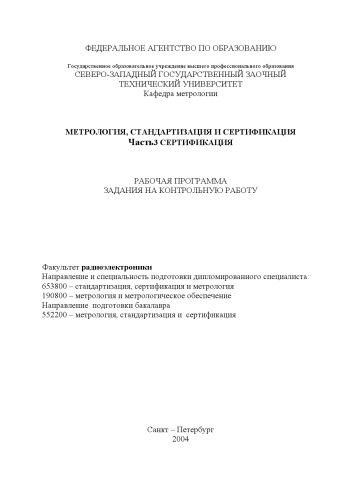 ФЕДЕРАЛЬНОЕ АГЕНТСТВО ПО ОБРАЗОВАНИЮ
Государственное образовательное учреждение высшего профессионального образования
СЕВЕРО-ЗАПАДНЫЙ ГОСУДАРСТВЕННЫЙ ЗАОЧНЫЙ
ТЕХНИЧЕСКИЙ УНИВЕРСИТЕТ
Кафедра метрологии
МЕТРОЛОГИЯ, СТАНДАРТИЗАЦИЯ И СЕРТИФИКАЦИЯ
Часть3 СЕРТИФИКАЦИЯ
РАБОЧАЯ ПРОГРАММА
ЗАДАНИЯ НА КОНТРОЛЬНУЮ РАБОТУ
Факультет радиоэлектроники
Направление и специальность подготовки дипломированного специалиста:
653800 – стандартизация, сертификация и метрология
190800 – метрология и метрологическое обеспечение
Направление подготовки бакалавра
552200 – метрология, стандартизация и сертификация
Санкт – Петербург
2004